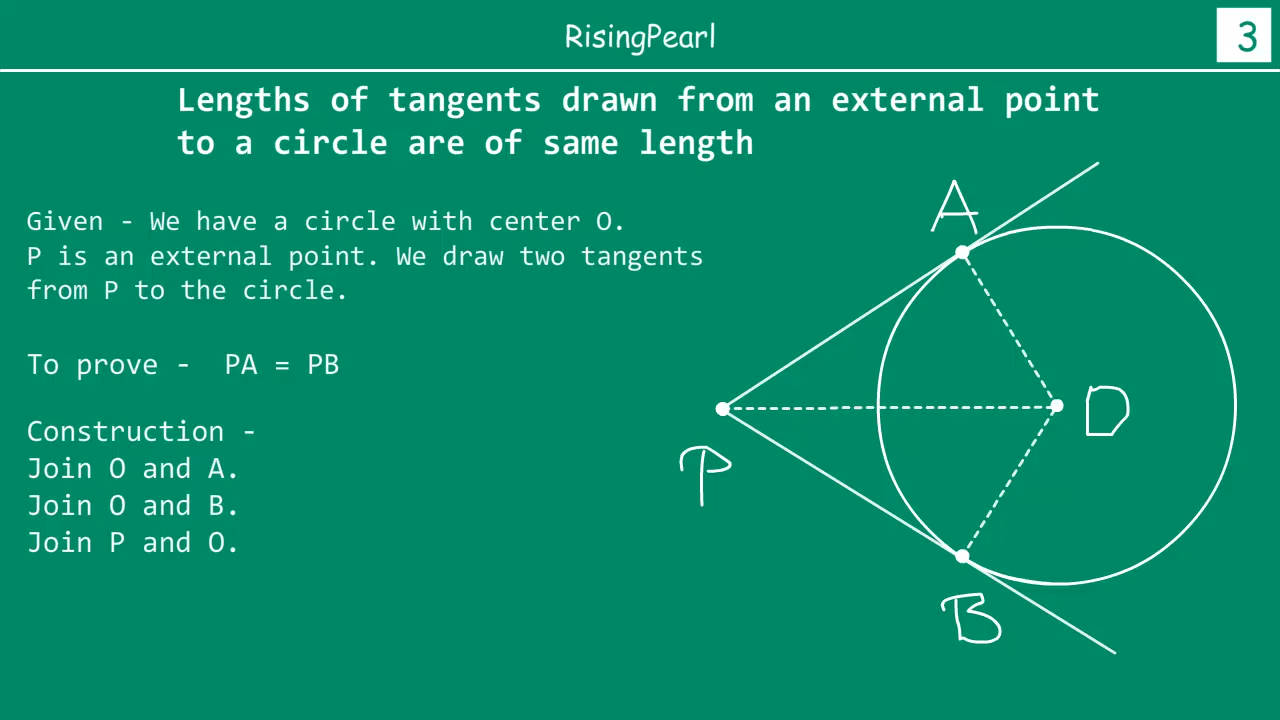 RisingPearl
3
Lengths of tangents drawn from an external point
to a circle are of same length
Given - We have a circle with center O.
P is an external point. We draw two tangents
from P to the circle.
To prove - PA = PB
Construction -
Join O and A.
Join O and B.
Join P and O.
A
D
P
B